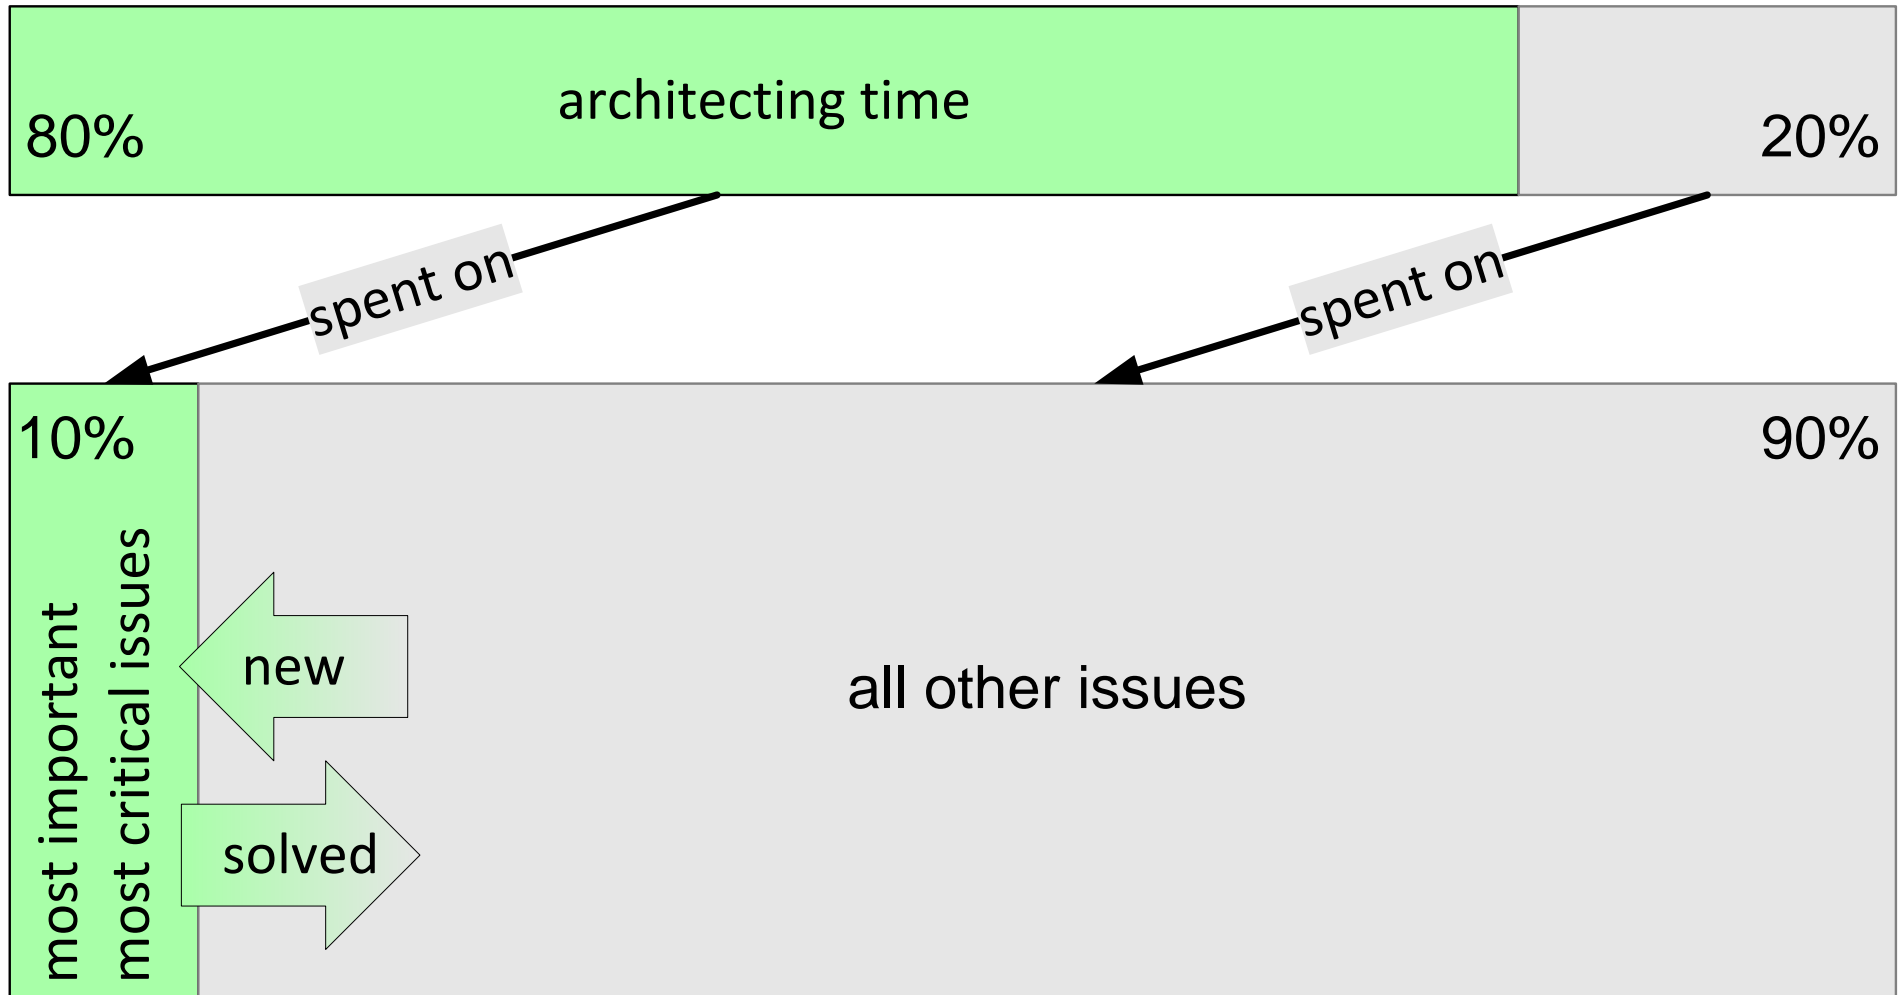 architecting time
80%
20%
spent on
spent on
10%
90%
most important
most critical issues
new
all other issues
solved